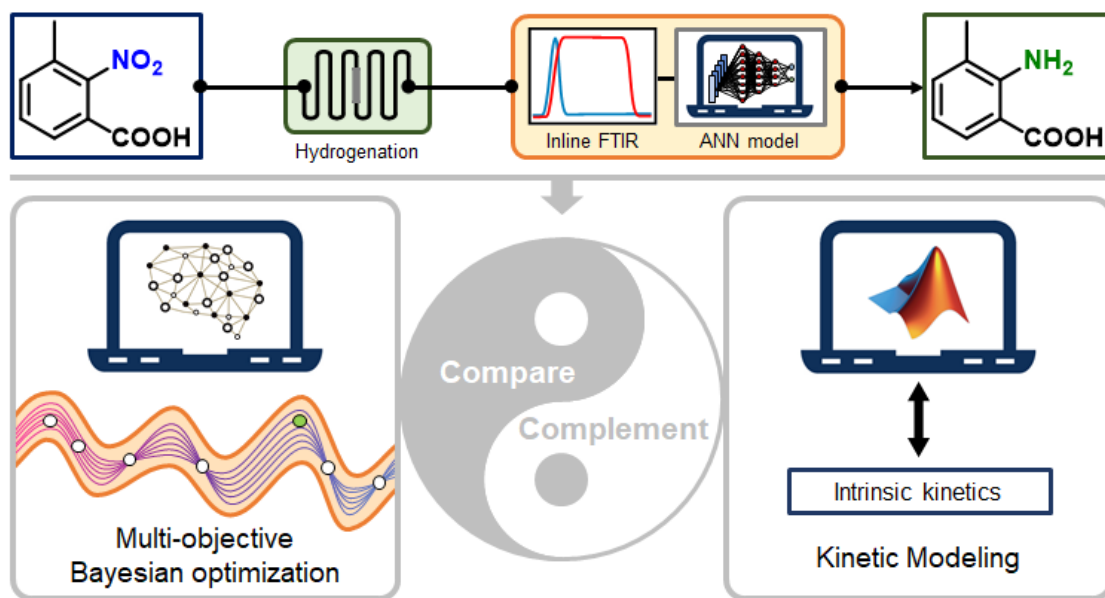 NO2
COOH
Hydrogenation
Inline FTIR
ANN model
NH2
COOH
Compare
Complement
Multi-objective
Bayesian optimization
Intrinsic kinetics
Kinetic Modeling